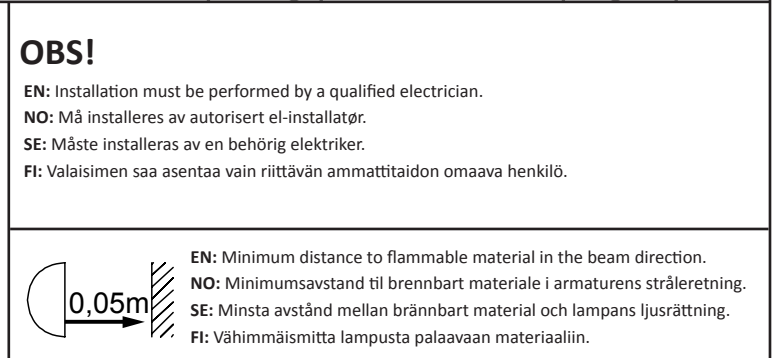 OBS!
EN: Installation must be performed by a qualified electrician.
NO: Må installeres av autorisert el-installatør.
SE: Måste installeras av en behörig elektriker.
FI: Valaisimen saa asentaa vain riittävän ammattitaidon omaava henkilö.
0,05m
EN: Minimum distance to flammable material in the beam direction.
NO: Minimumsavstand til brennbart materiale i armaturens stråleretning.
SE: Minsta avstånd mellan brännbart material och lampans ljusrättning.
FI: Vähimmäismitta lampusta palaavaan materiaaliin.